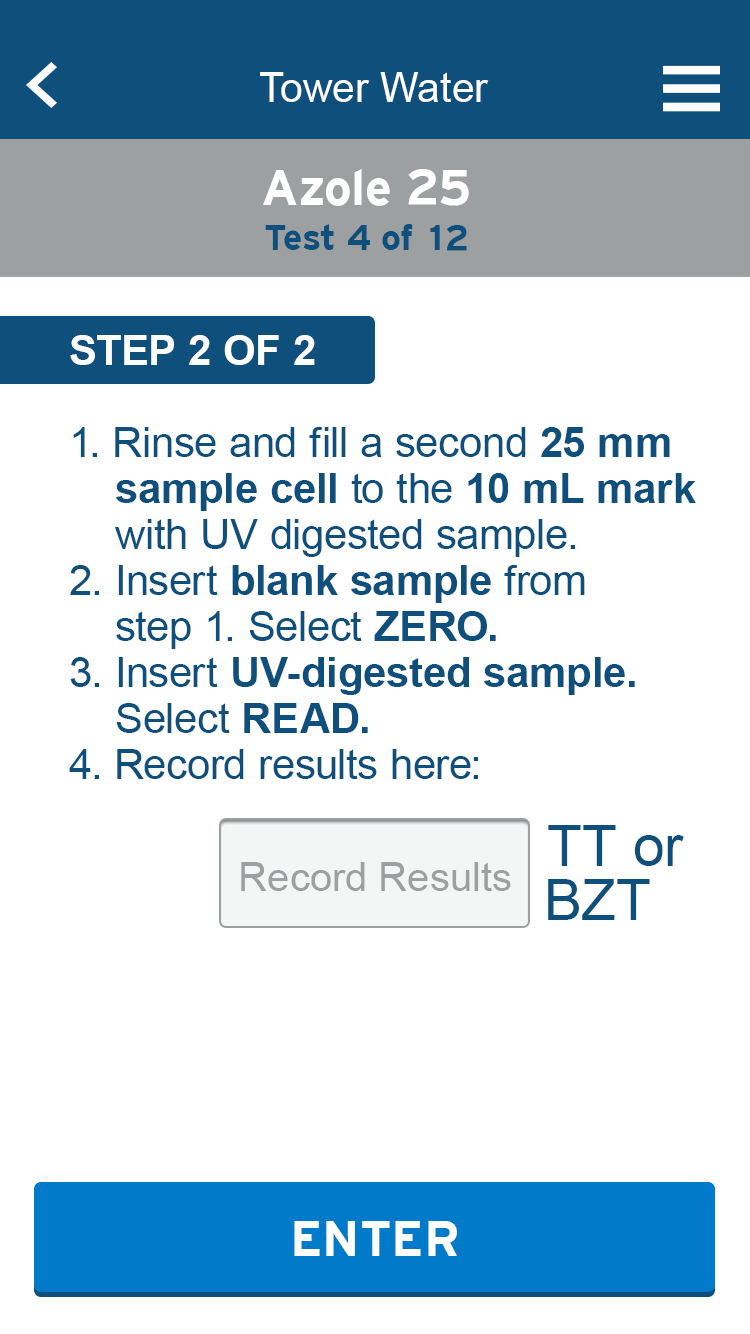 Tower Water
Azole 25
Test 4 of 12
STEP 2 OF 2
1. Rinse and fill a second 25 mm
sample cell to the 10 mL mark
with UV digested sample.
2. Insert blank sample from
step 1. Select ZERO.
3. Insert UV-digested sample.
Select READ.
4. Record results here:
Record Results
TT or
BZT
ENTER